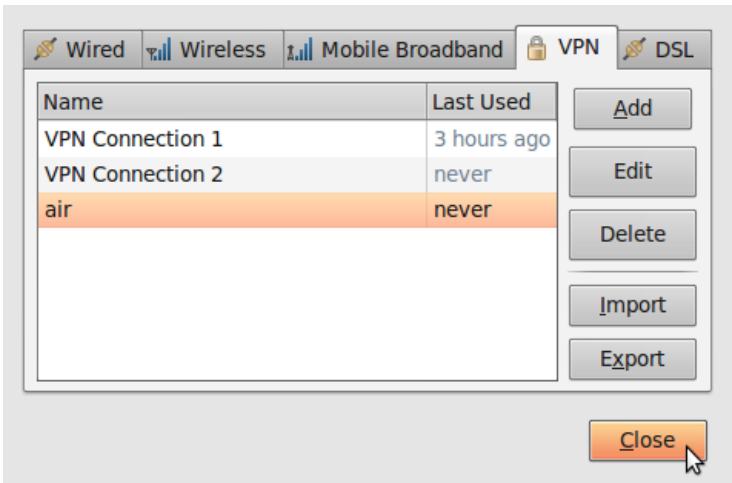 Wired Wireless Mobile Broadband VPN DSL
Name Last Used
VPN Connection 1 3 hours ago
VPN Connection 2 never
air never
Add
Edit
Delete
Import
Export
Close